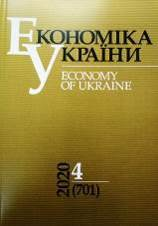 ЕКОНОМІКА
УКРАЇНИ
ECONOMY
OF UKRAINE
2020
4
(701)